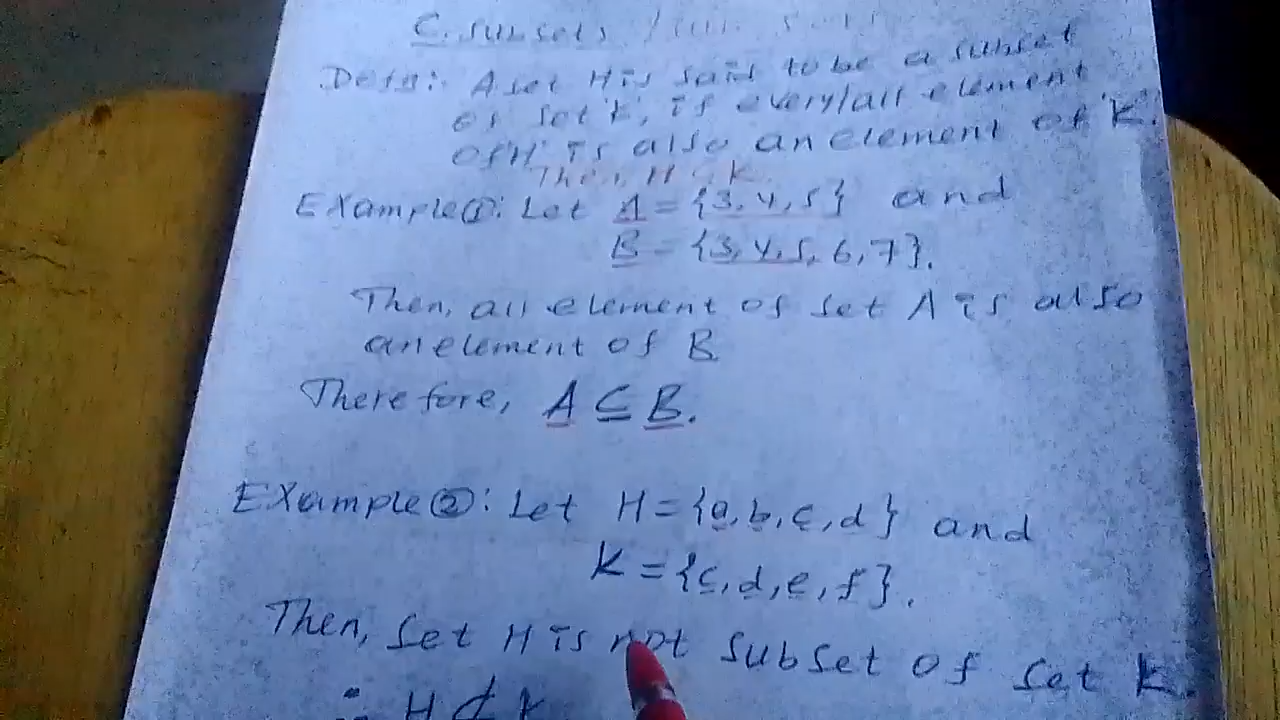 C. Subsets
Defn: A set H is said to be a subset
of set 'K', if every/all element
of 'H' is also an element of 'K'.
Then, H ⊆ K.
Example①: Let A = {3, 4, 5} and
B = {3, 4, 5, 6, 7}.
Then, all element of set A is also
an element of B
Therefore, A ⊆ B.
Example②: Let H = {a, b, c, d} and
K = {c, d, e, f}.
Then, set H is not subset of set K.
∴ H ⊄ K